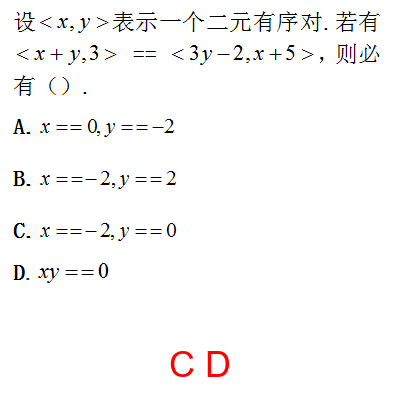 设<x,y>表示一个二元有序对. 若有
<x+y,3> == <3y−2,x+5>, 则必
有（）.
A. x==0,y==−2
B. x==−2,y==2
C. x==−2,y==0
D. xy==0
C D